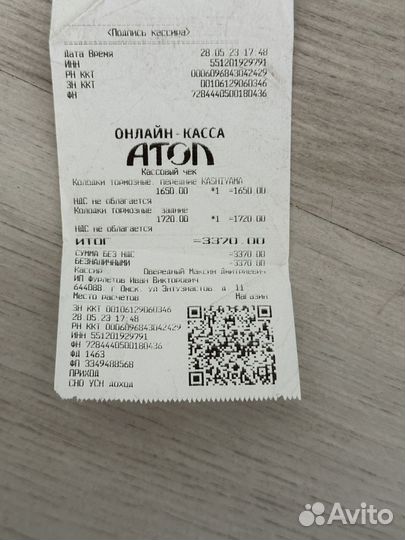 <Подпись кассира>
Дата Время 28.05.23 17:48
ИНН 551201929791
РН ККТ 0006096843042429
ЗН ККТ 00106129060346
ФН 7284440500180436
ОНЛАЙН-КАССА
АТОЛ
Кассовый чек
Колодки тормозные. передние KASHIYAMA
1650.00 *1 =1650.00
НДС не облагается
Колодки тормозные задние
1720.00 *1 =1720.00
НДС не облагается
ИТОГ =3370.00
СУММА БЕЗ НДС =3370.00
БЕЗНАЛИЧНЫМИ =3370.00
Кассир Дмитриевич
ИП Фурлетов Иван Викторович
644088, г Омск, ул Энтузиастов, д 11
Место расчетов Магазин
ЗН ККТ 00106129060346
28.05.23 17:48
РН ККТ 0006096843042429
ИНН 551201929791
ФН 7284440500180436
ФД 1463
ФП 3349488568
ПРИХОД
СНО УСН доход
Avito